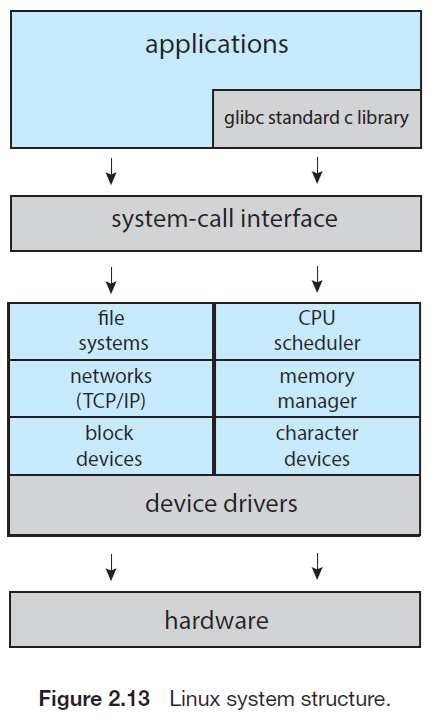 applications
glibc standard c library
system-call interface
file
systems
CPU
scheduler
networks
(TCP/IP)
memory
manager
block
devices
character
devices
device drivers
hardware
Figure 2.13 Linux system structure.